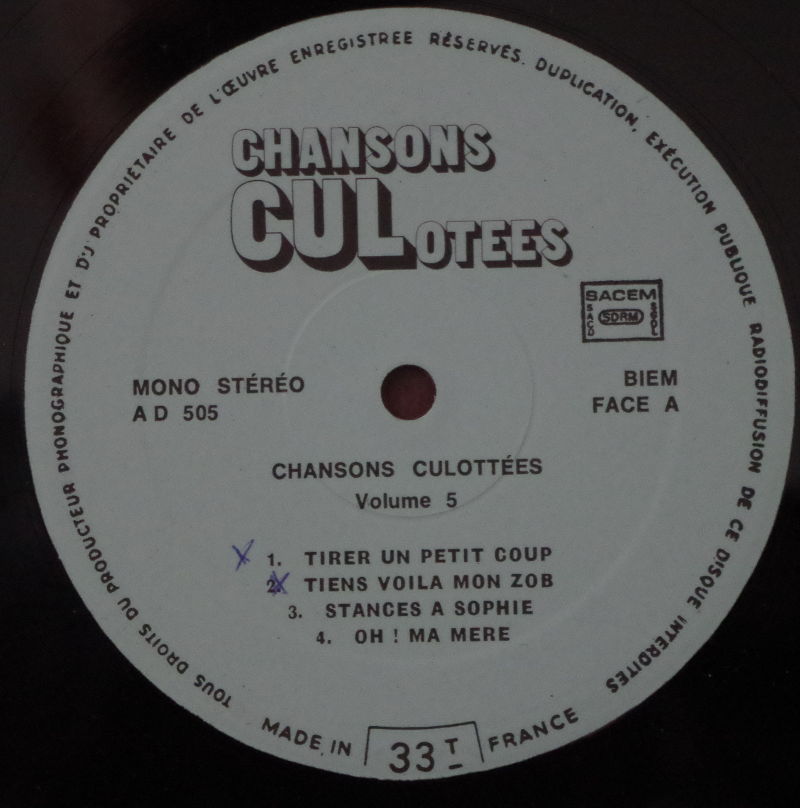 TOUS DROITS DU PRODUCTEUR PHONOGRAPHIQUE ET D'J PROPRIÉTAIRE DE L'ŒUVRE ENREGISTREE RÉSERVÉS. DUPLICATION, EXÉCUTION PUBLIQUE RADIODIFFUSION DE CE DISQUE INTERDITES
CHANSONS
CULOTEES
SACEM
SACD SDRM SGDL
MONO STÉRÉO
AD 505
BIEM
FACE A
CHANSONS CULOTTÉES
Volume 5
X 1. TIRER UN PETIT COUP
2. X TIENS VOILA MON ZOB
3. STANCES A SOPHIE
4. OH ! MA MERE
MADE IN 33 T FRANCE